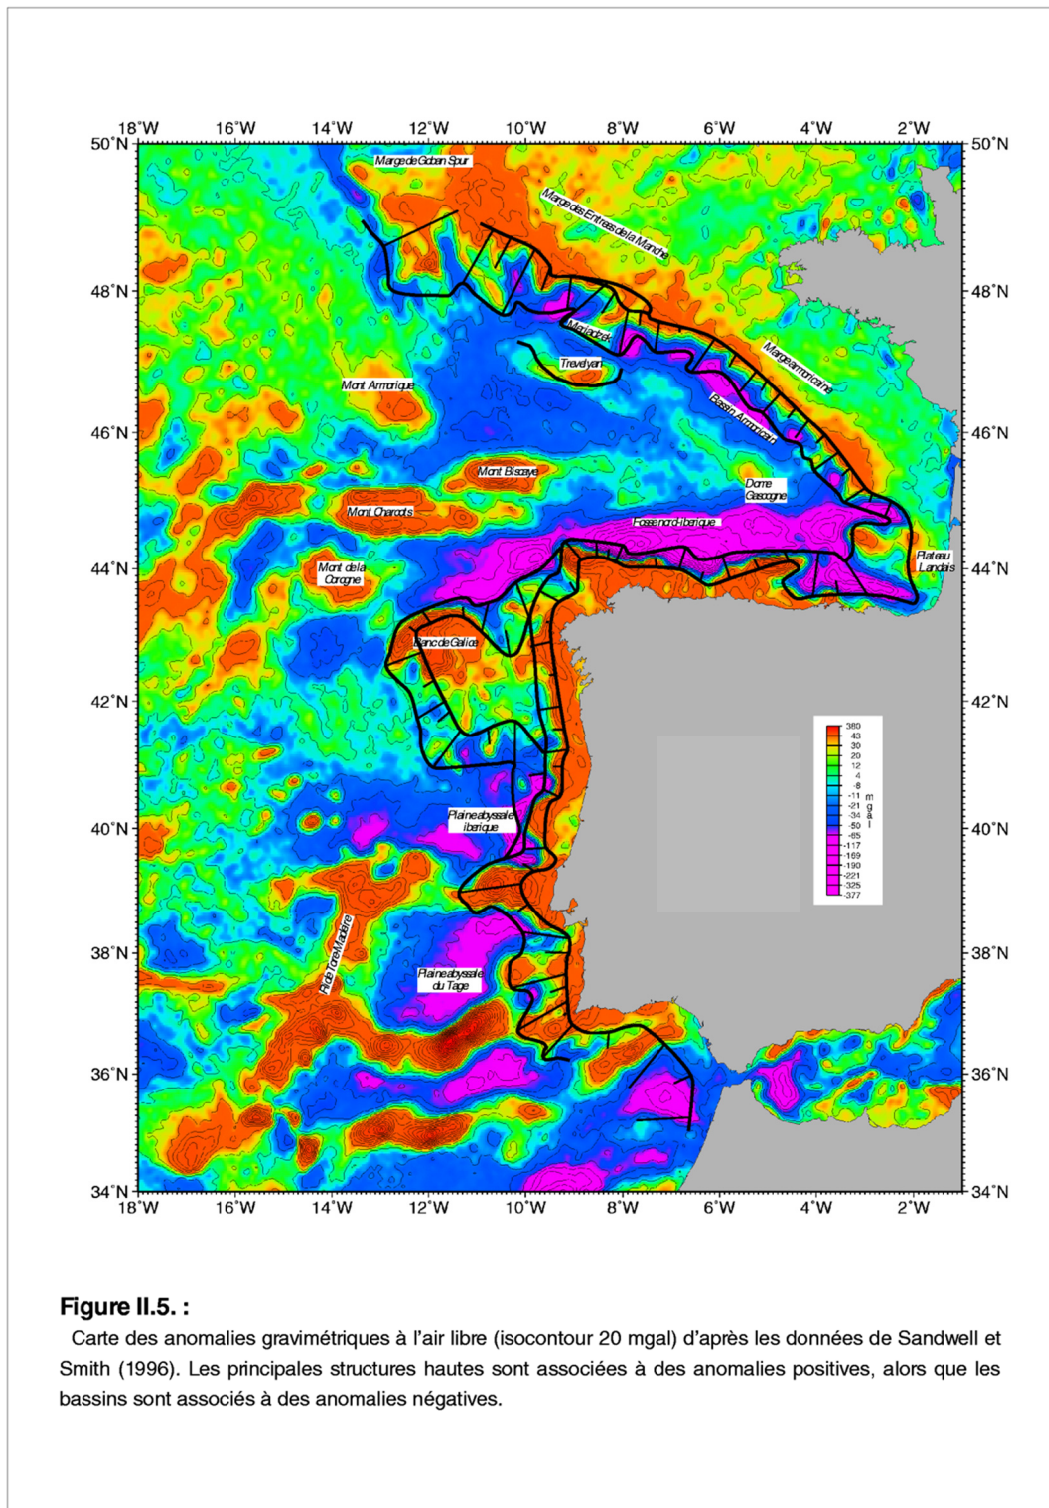 18°W 16°W 14°W 12°W 10°W 8°W 6°W 4°W 2°W
50°N 50°N
Marge de Goban Spur
Marge des Entrees de la Manche
48°N 48°N
Meriadzek
Trevelyan
Marge armoricaine
Mont Armorique
Bassin Armoricain
46°N 46°N
Mont Biscaye
Dome
Gascogne
Mont Charcots
Fosse nord-iberique
Plateau
Landais
Mont de la
Corogne
44°N 44°N
Banc de Galice
42°N 42°N
380
43
30
20
12
4
-8
-11
-21
-34
-50
-65
-117
-169
-190
-221
-325
-377
mgal
Plaine abyssale
iberique
40°N 40°N
Ride Tore-Madere
38°N 38°N
Plaine abyssale
du Tage
36°N 36°N
34°N 34°N
18°W 16°W 14°W 12°W 10°W 8°W 6°W 4°W 2°W
Figure II.5. :
Carte des anomalies gravimétriques à l'air libre (isocontour 20 mgal) d'après les données de Sandwell et
Smith (1996). Les principales structures hautes sont associées à des anomalies positives, alors que les
bassins sont associés à des anomalies négatives.